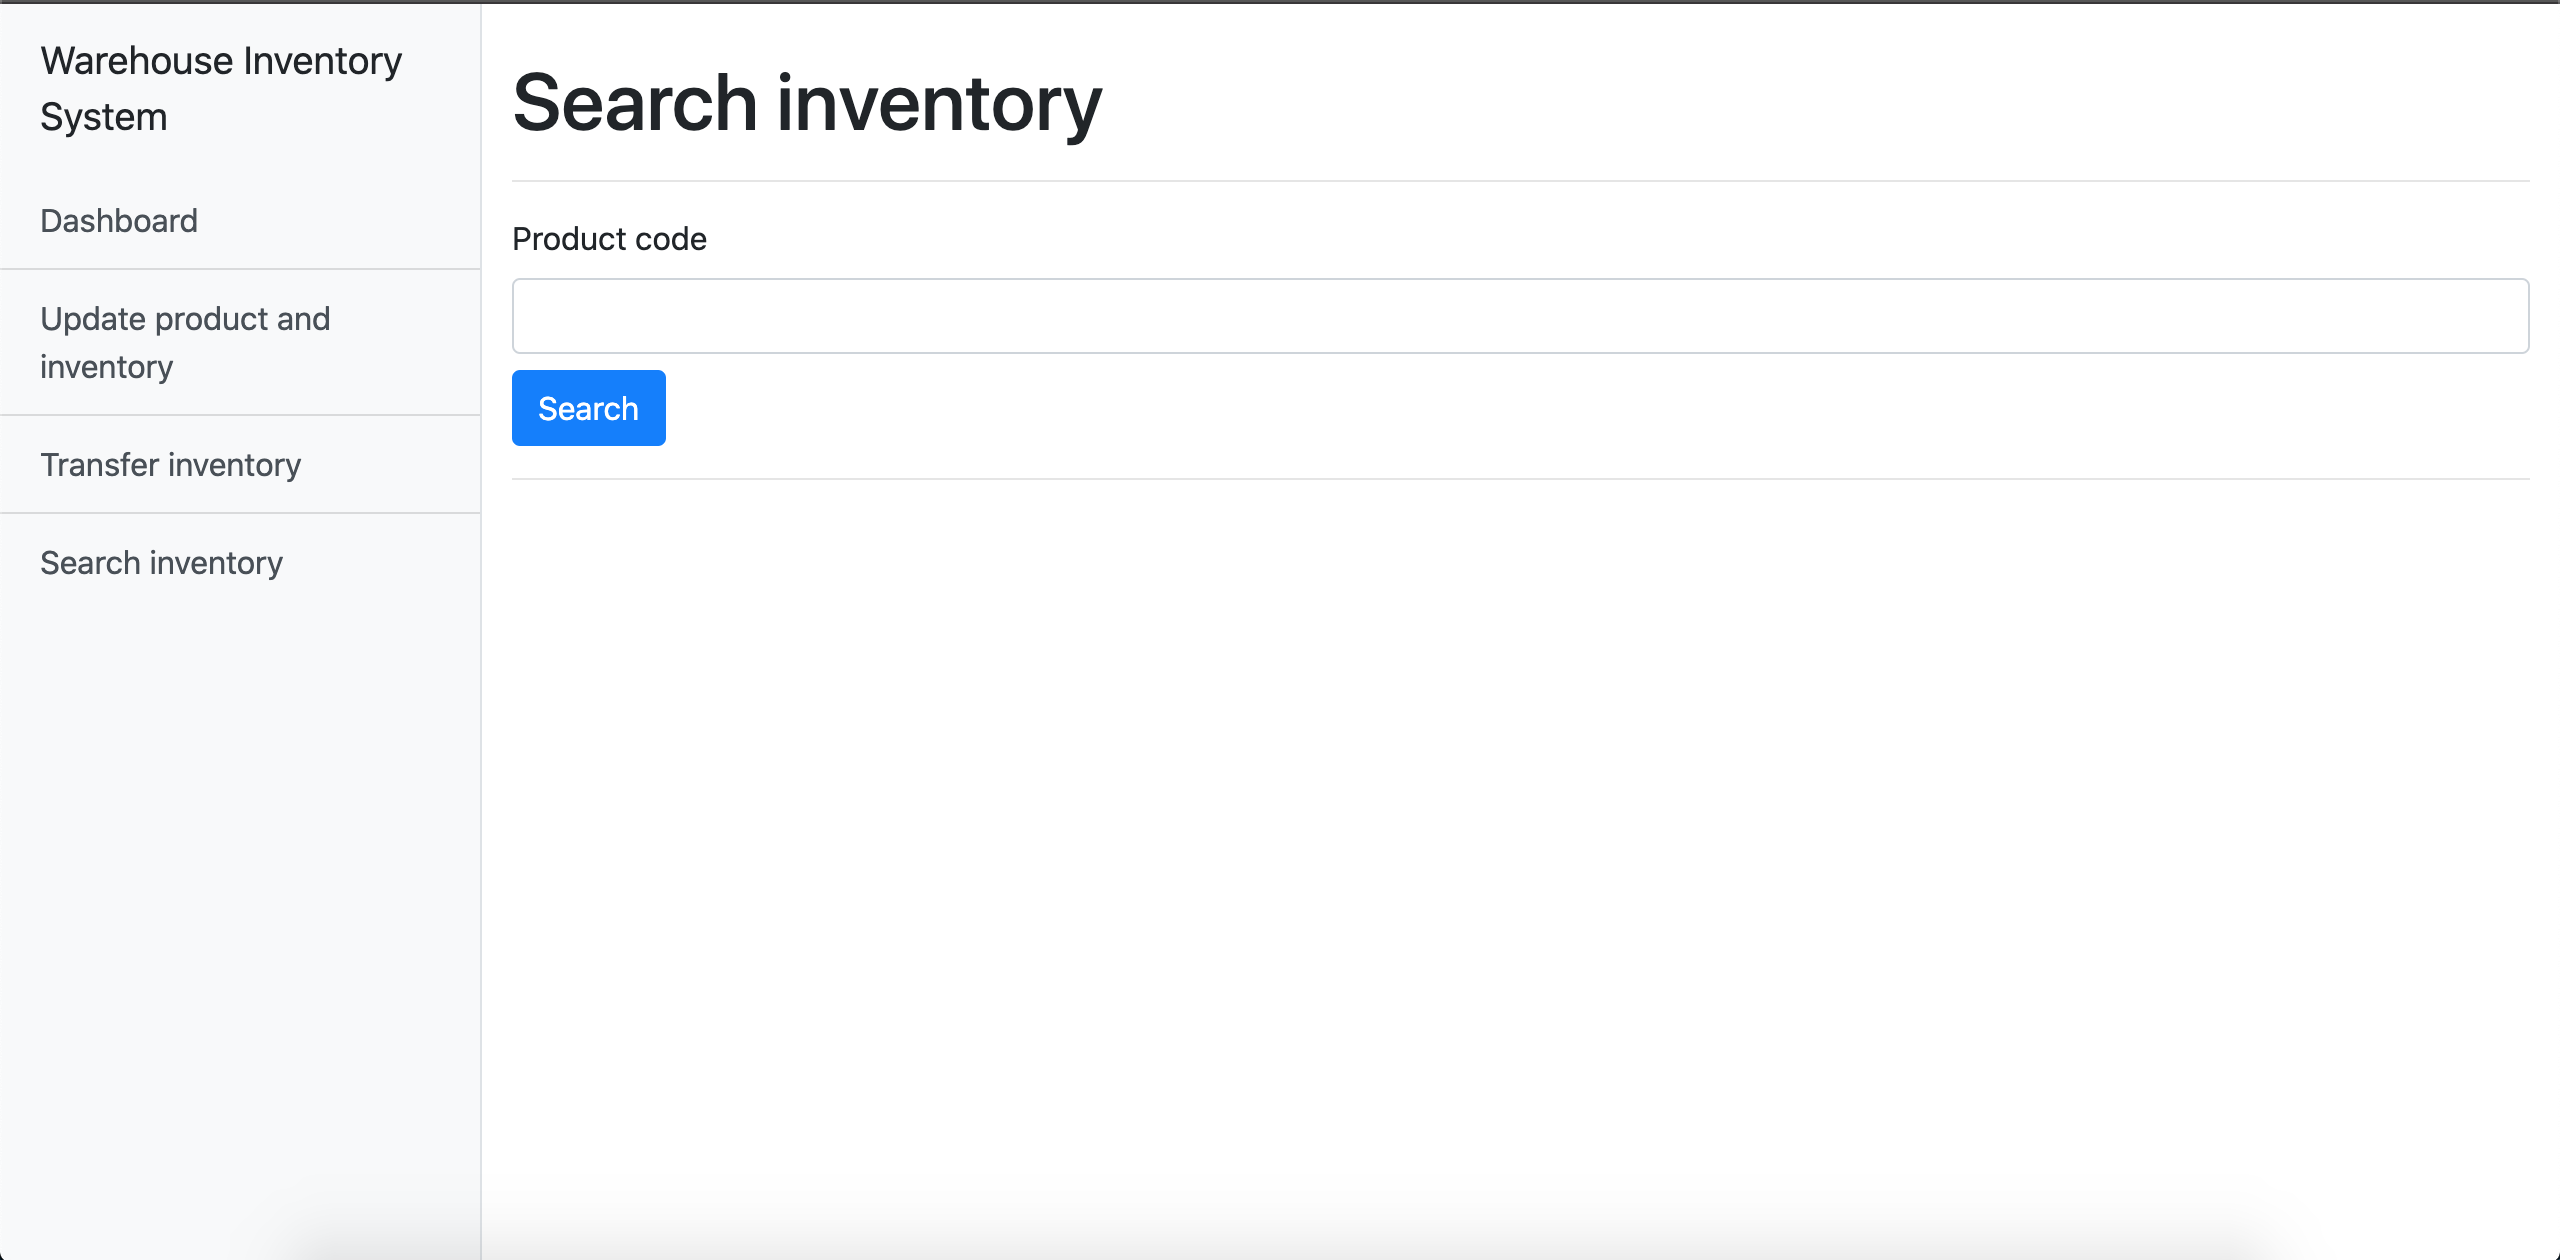 Warehouse Inventory
System
Dashboard
Update product and
inventory
Transfer inventory
Search inventory
Search inventory
Product code
Search